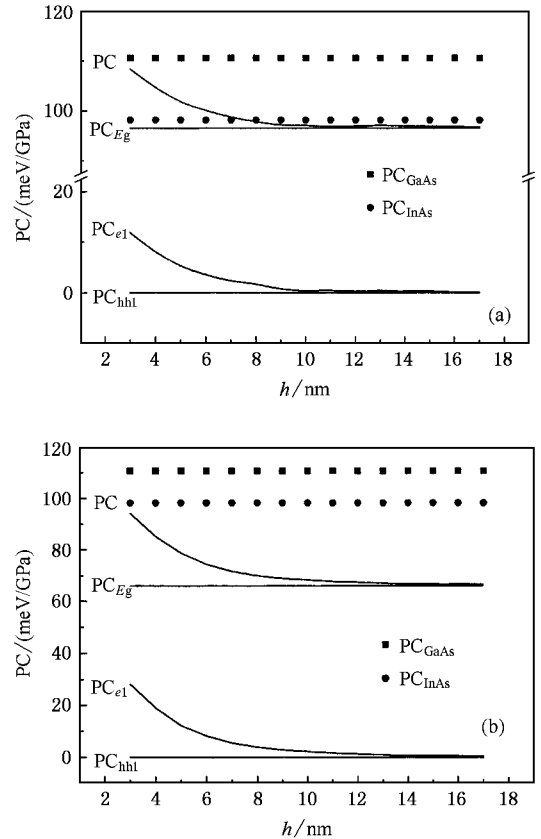 120
110
PC
100
PC_Eg
■ PC_GaAs
20
● PC_InAs
PC_e1
PC/(meV/GPa)
0
PC_hh1
(a)
2 4 6 8 10 12 14 16 18
h/nm
120
100
PC
80
PC_Eg
60
■ PC_GaAs
40
● PC_InAs
PC_e1
20
PC/(meV/GPa)
(b)
0
PC_hh1
2 4 6 8 10 12 14 16 18
h/nm